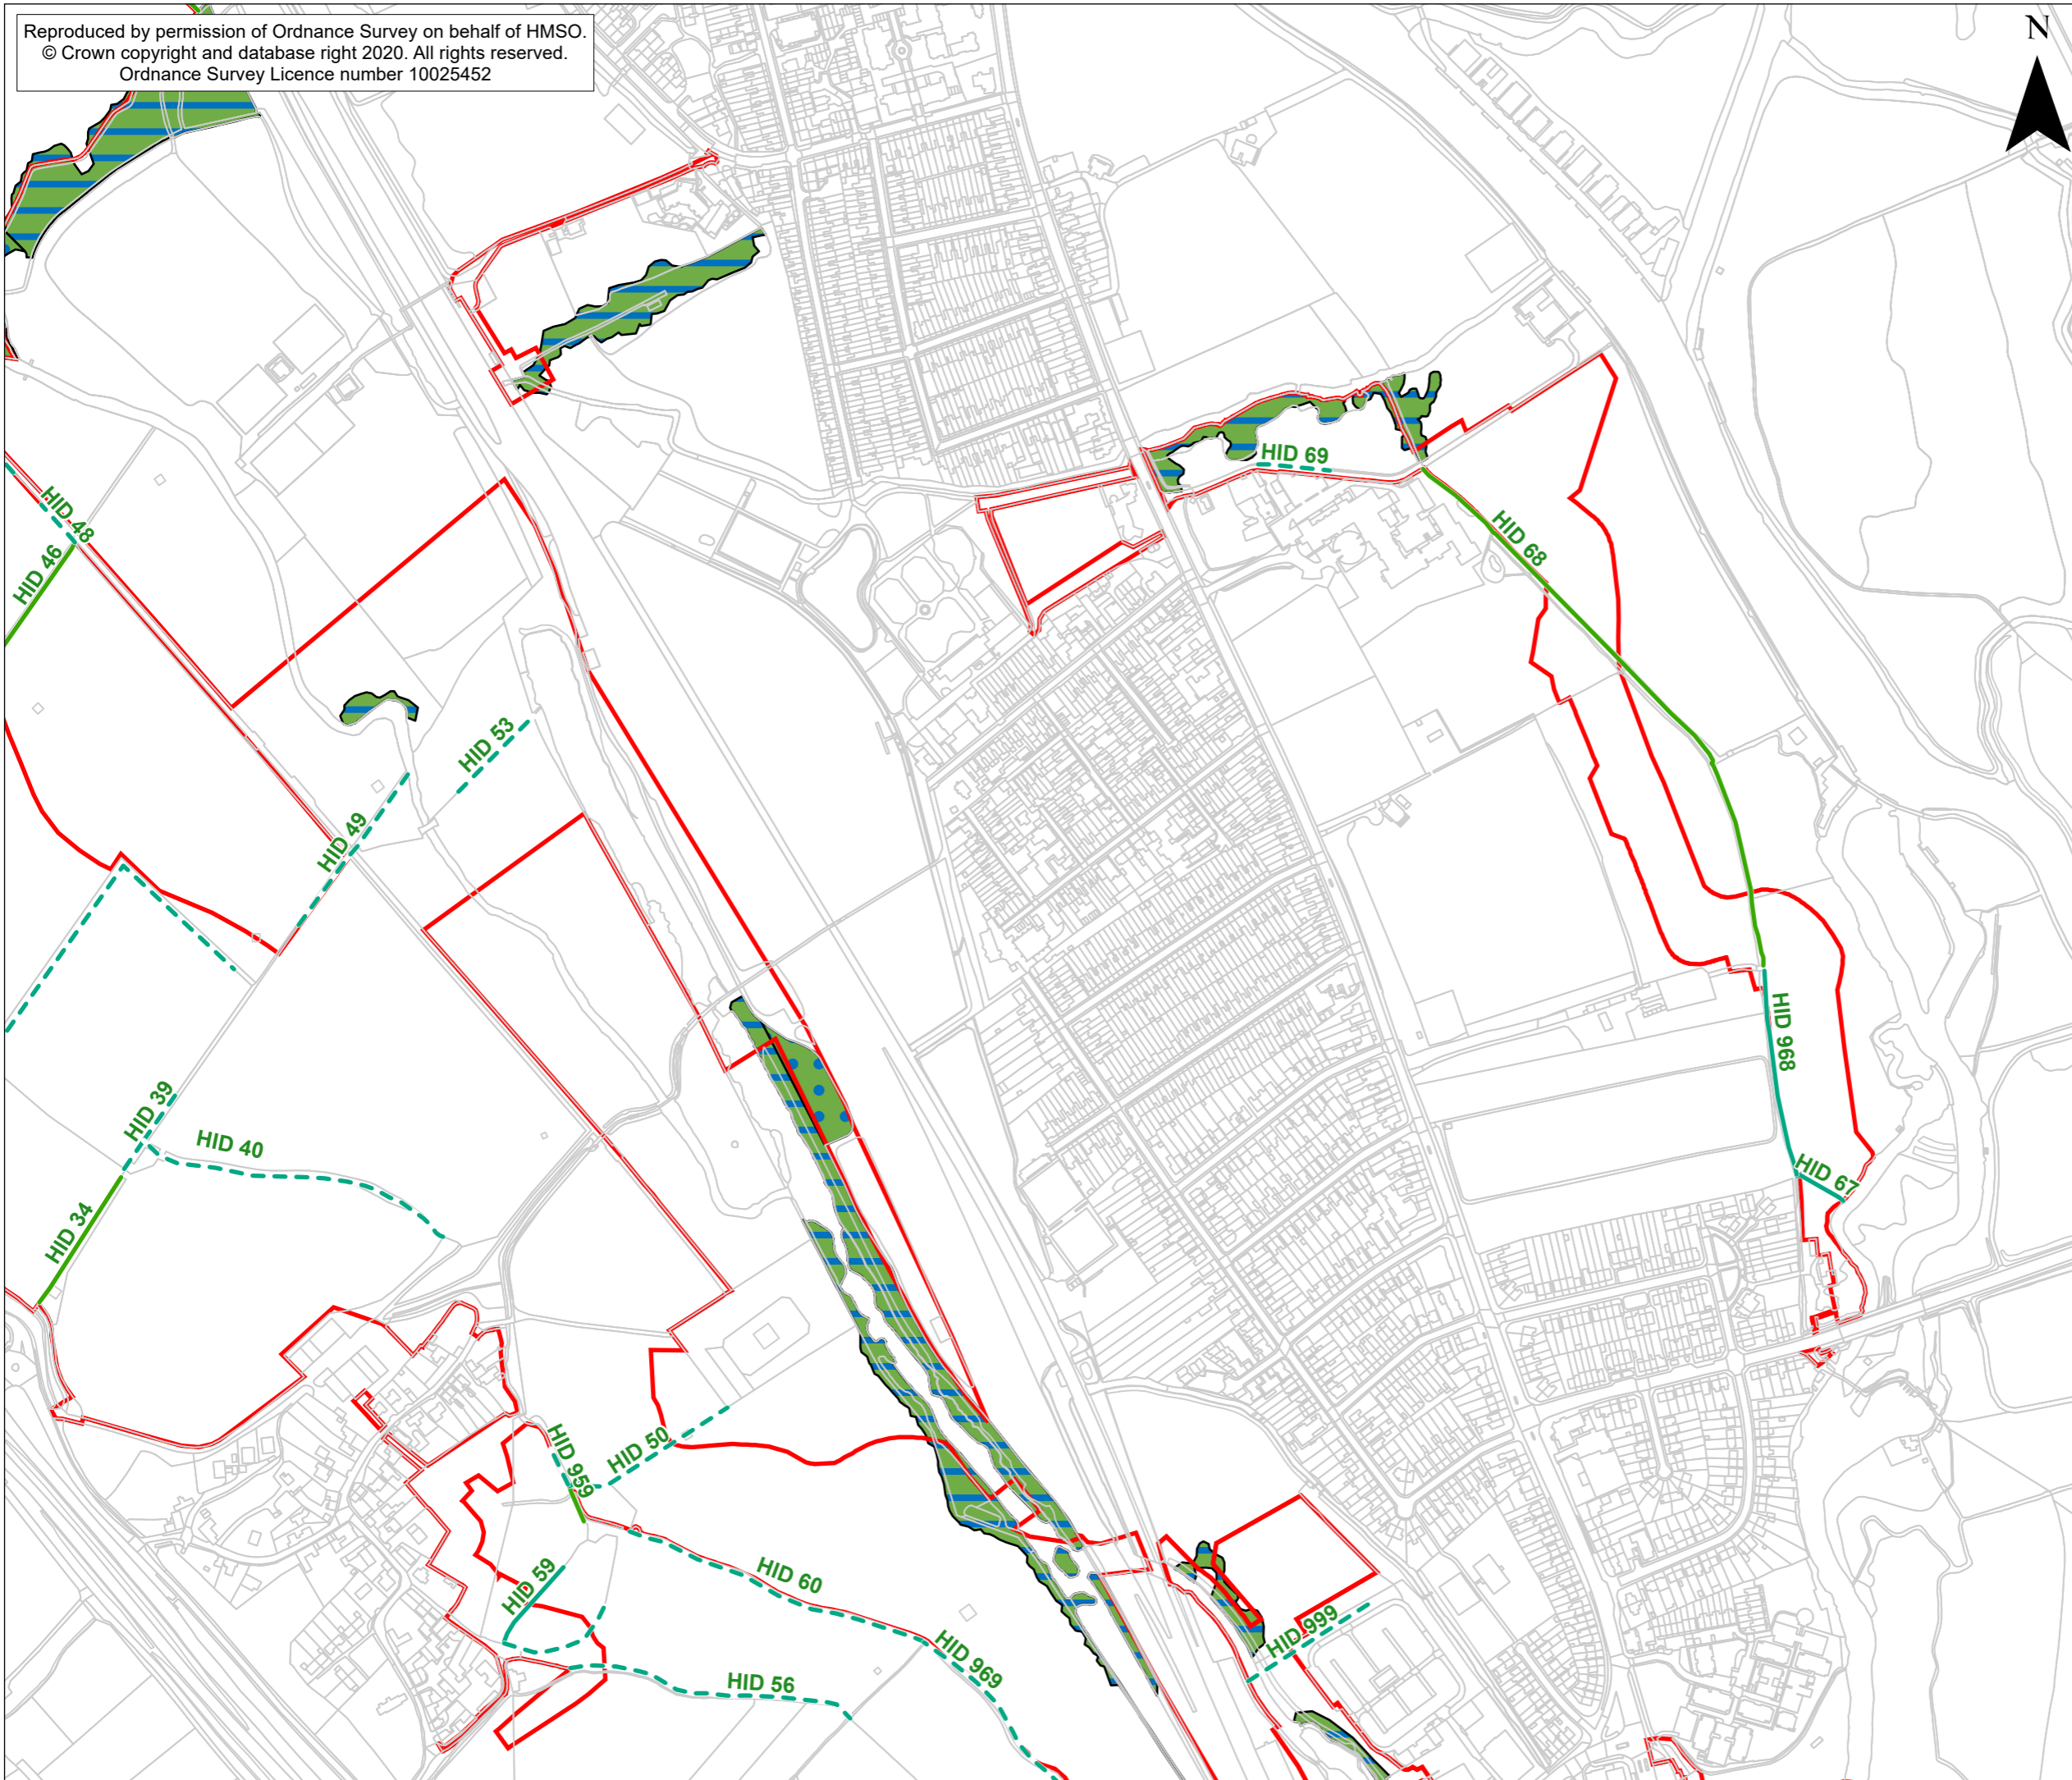 Reproduced by permission of Ordnance Survey on behalf of HMSO.
© Crown copyright and database right 2020. All rights reserved.
Ordnance Survey Licence number 10025452
N
HID 69
HID 48
HID 46
HID 68
HID 53
HID 49
HID 968
HID 39
HID 40
HID 67
HID 34
HID 959
HID 50
HID 59
HID 60
HID 999
HID 969
HID 56